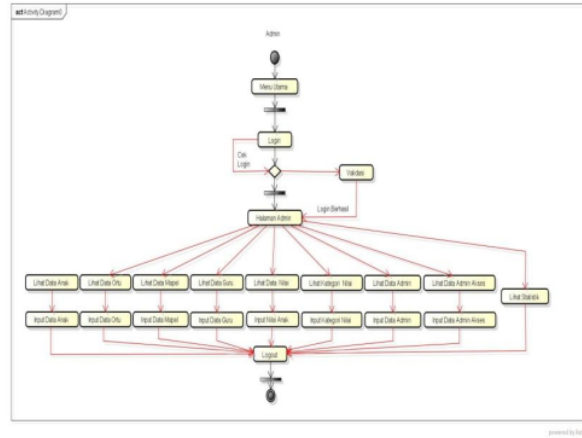 act Activity Diagram0
Admin
Menu Utama
Login
Cek
Login
Validasi
Login Berhasil
Halaman Admin
Lihat Data Anak
Lihat Data Ortu
Lihat Data Mapel
Lihat Data Guru
Lihat Data Nilai
Lihat Kategori Nilai
Lihat Data Admin
Lihat Data Admin Akses
Lihat Statistik
Input Data Anak
Input Data Ortu
Input Data Mapel
Input Data Guru
Input Nilai Anak
Input Kategori Nilai
Input Data Admin
Input Data Admin Akses
Logout
powered by